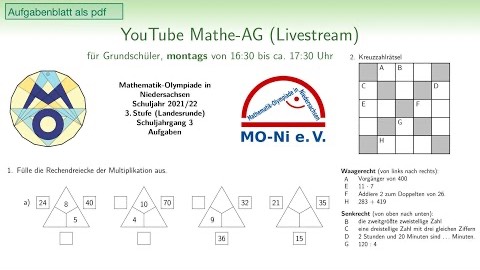 Aufgabenblatt als pdf
YouTube Mathe-AG (Livestream)
für Grundschüler, montags von 16:30 bis ca. 17:30 Uhr
Mathematik-Olympiade in
Niedersachsen
Schuljahr 2021/22
3. Stufe (Landesrunde)
Schuljahrgang 3
Aufgaben
MO
Mathematik-Olympiade in Niedersachsen
MO-Ni e.V.
2. Kreuzzahlrätsel
A B
C D
E F
G
H
1. Fülle die Rechendreiecke der Multiplikation aus.
a) 24 8 40 5
4 10 70
9 32 36
21 35 15
Waagerecht (von links nach rechts):
A Vorgänger von 400
E 11 · 7
F Addiere 2 zum Doppelten von 26.
H 283 + 419
Senkrecht (von oben nach unten):
B die zweitgrößte zweistellige Zahl
C eine dreistellige Zahl mit drei gleichen Ziffern
D 2 Stunden und 20 Minuten sind . . . Minuten.
G 120 : 4